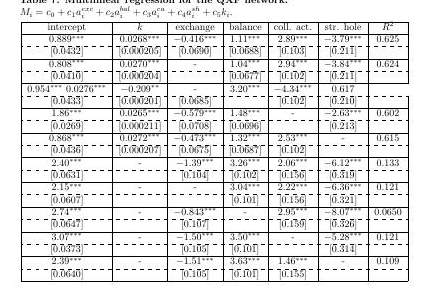 Table 7. Multilinear regression for the QXF network.
M_i = c_0 + c_1 a_i^{exc} + c_2 a_i^{bal} + c_3 a_i^{ca} + c_4 a_i^{sh} + c_5 k_i.
intercept k exchange balance coll. act. str. hole R^2
0.889*** 0.0268*** −0.416*** 1.11*** 2.89*** −3.79*** 0.625
[0.0432] [0.000205] [0.0690] [0.0688] [0.103] [0.211]
0.808*** 0.0270*** - 1.04*** 2.94*** −3.84*** 0.624
[0.0410] [0.000204] [0.0677] [0.102] [0.211]
0.954*** 0.0276*** −0.209** - 3.20*** −4.34*** 0.617
[0.0433] [0.000201] [0.0685] [0.102] [0.210]
1.86*** 0.0265*** −0.579*** 1.48*** - −2.63*** 0.602
[0.0269] [0.000211] [0.0708] [0.0696] [0.213]
0.868*** 0.0272*** −0.473*** 1.32*** 2.53*** - 0.615
[0.0436] [0.000207] [0.0675] [0.0687] [0.102]
2.40*** - −1.39*** 3.26*** 2.06*** −6.12*** 0.133
[0.0631] [0.104] [0.102] [0.156] [0.319]
2.15*** - - 3.04*** 2.22*** −6.36*** 0.121
[0.0607] [0.101] [0.156] [0.321]
2.74*** - −0.843*** - 2.95*** −8.07*** 0.0650
[0.0647] [0.107] [0.159] [0.326]
3.07*** - −1.50*** 3.50*** - −5.28*** 0.121
[0.0373] [0.105] [0.101] [0.314]
2.39*** - −1.51*** 3.63*** 1.46*** - 0.109
[0.0640] [0.105] [0.101] [0.155]